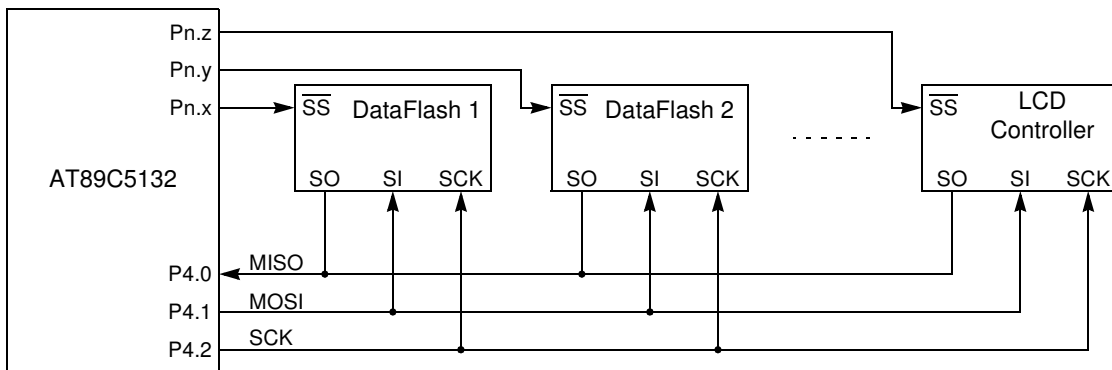 Pn.z
Pn.y
Pn.x
SS DataFlash 1
SS DataFlash 2
SS LCD
Controller
AT89C5132
SO SI SCK
SO SI SCK
SO SI SCK
P4.0 MISO
P4.1 MOSI
P4.2 SCK